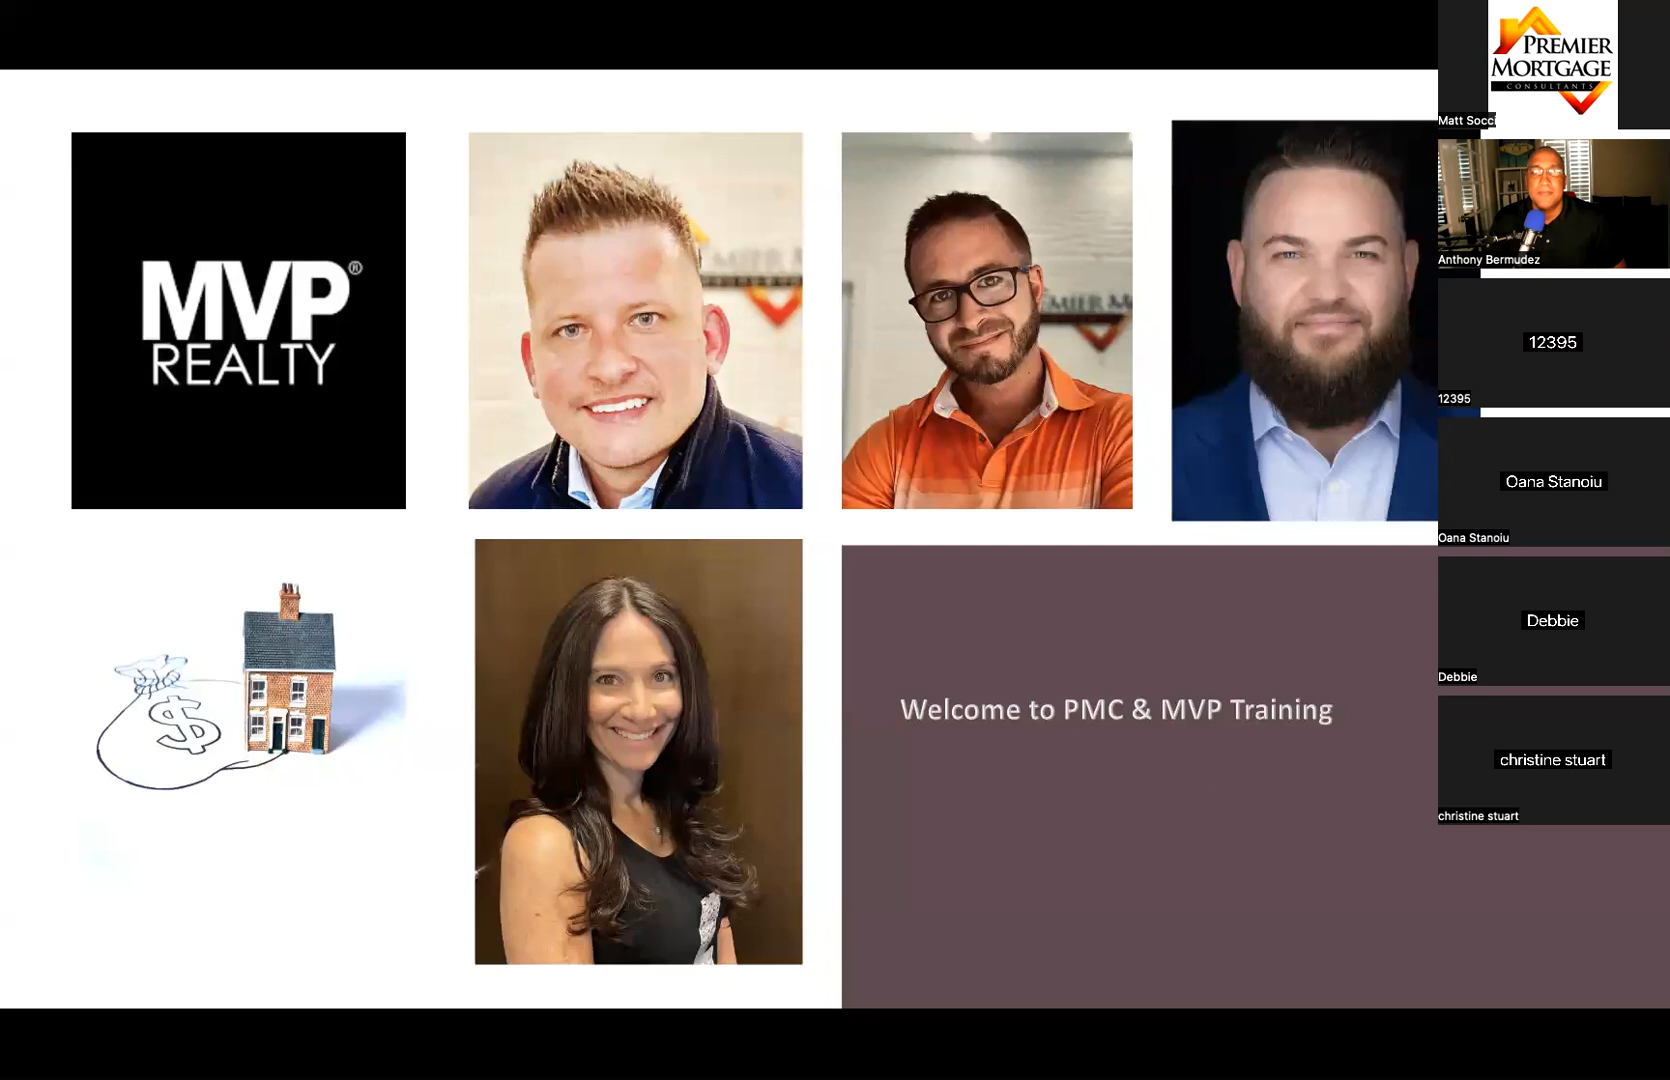 MVP®
REALTY
$
EMIER M
Welcome to PMC & MVP Training
PREMIER
MORTGAGE
CONSULTANTS
Matt Socci
Anthony Bermudez
12395
12395
Oana Stanoiu
Oana Stanoiu
Debbie
Debbie
christine stuart
christine stuart